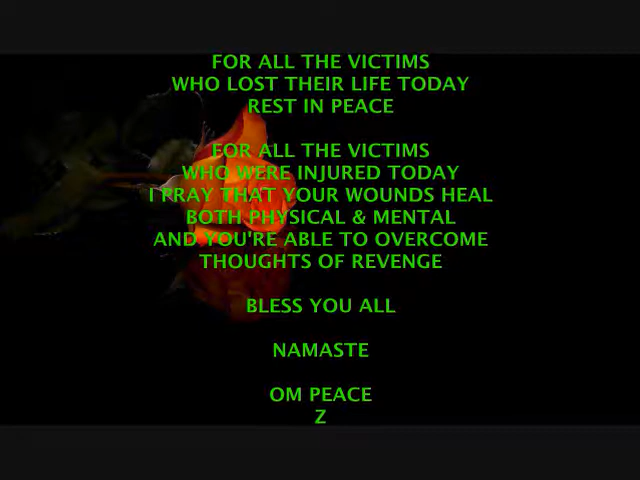 FOR ALL THE VICTIMS
WHO LOST THEIR LIFE TODAY
REST IN PEACE
FOR ALL THE VICTIMS
WHO WERE INJURED TODAY
I PRAY THAT YOUR WOUNDS HEAL
BOTH PHYSICAL & MENTAL
AND YOU'RE ABLE TO OVERCOME
THOUGHTS OF REVENGE
BLESS YOU ALL
NAMASTE
OM PEACE
Z